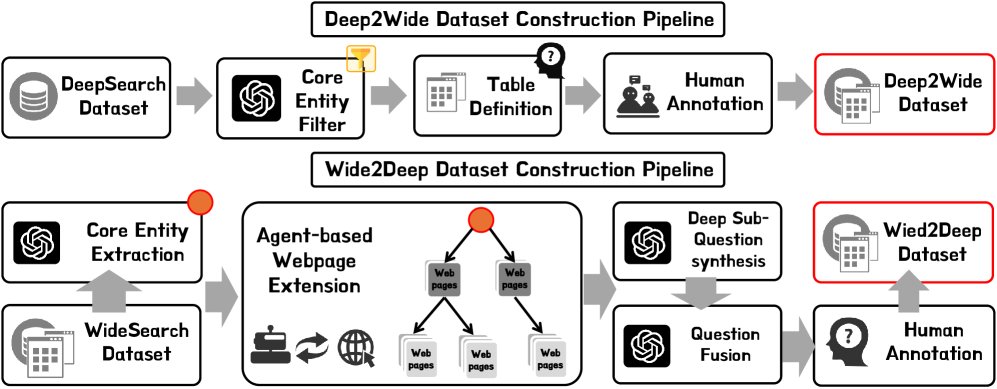 Deep2Wide Dataset Construction Pipeline
DeepSearch
Dataset
Core
Entity
Filter
Table
Definition
Human
Annotation
Deep2Wide
Dataset
Wide2Deep Dataset Construction Pipeline
Core Entity
Extraction
WideSearch
Dataset
Agent-based
Webpage
Extension
Web
pages
Web
pages
Web
pages
Web
pages
Web
pages
Deep Sub-
Question
synthesis
Question
Fusion
Wied2Deep
Dataset
Human
Annotation